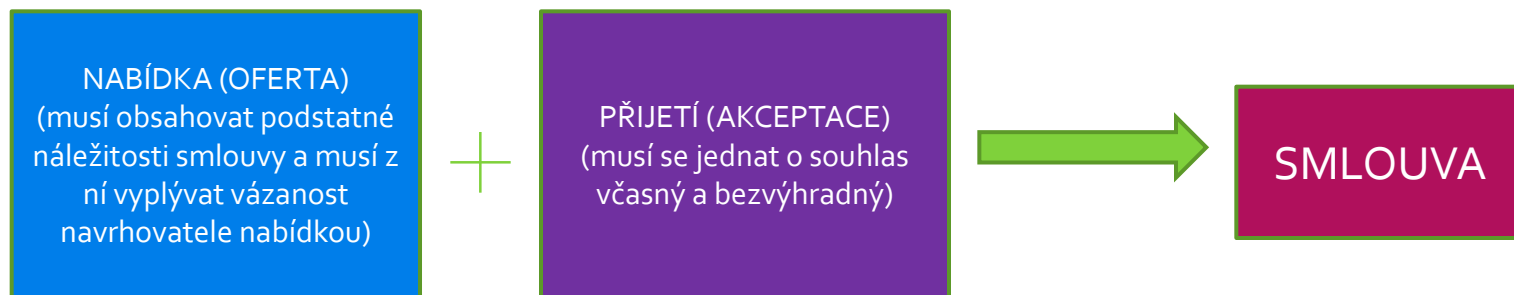 NABÍDKA (OFERTA)
(musí obsahovat podstatné
náležitosti smlouvy a musí z
ní vyplývat vázanost
navrhovatele nabídkou)
PŘIJETÍ (AKCEPTACE)
(musí se jednat o souhlas
včasný a bezvýhradný)
SMLOUVA